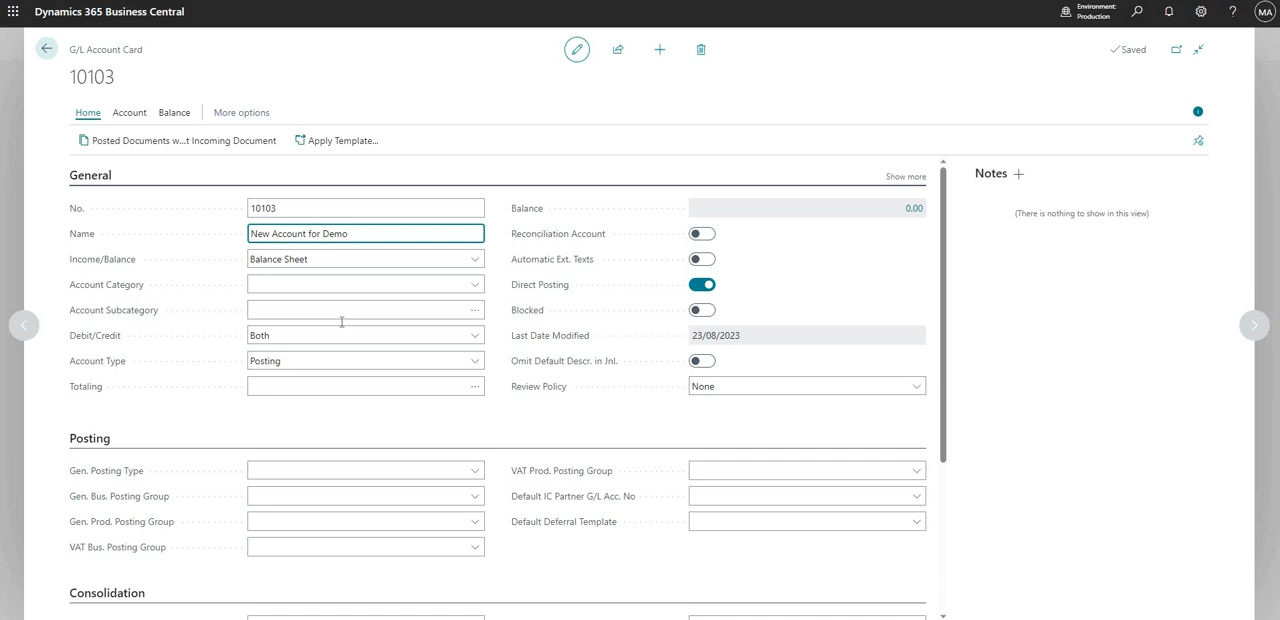 Dynamics 365 Business Central
Environment:
Production
?
MA
G/L Account Card
Saved
10103
Home Account Balance More options
Posted Documents w...t Incoming Document Apply Template...
General
Show more
No. 10103
Name New Account for Demo
Income/Balance Balance Sheet
Account Category
Account Subcategory ...
Debit/Credit Both
Account Type Posting
Totaling ...
Balance 0.00
Reconciliation Account
Automatic Ext. Texts
Direct Posting
Blocked
Last Date Modified 23/08/2023
Omit Default Descr. in Jnl.
Review Policy None
Notes
(There is nothing to show in this view)
Posting
Gen. Posting Type
Gen. Bus. Posting Group
Gen. Prod. Posting Group
VAT Bus. Posting Group
VAT Prod. Posting Group
Default IC Partner G/L Acc. No
Default Deferral Template
Consolidation